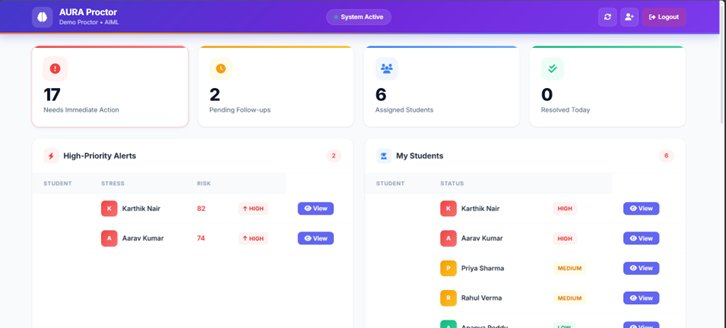 AURA Proctor
Demo Proctor • AIML
System Active
Logout
17
Needs Immediate Action
2
Pending Follow-ups
6
Assigned Students
0
Resolved Today
High-Priority Alerts
2
STUDENT STRESS RISK
K Karthik Nair 82 ↑ HIGH View
A Aarav Kumar 74 ↑ HIGH View
My Students
6
STUDENT STATUS
K Karthik Nair HIGH View
A Aarav Kumar HIGH View
P Priya Sharma MEDIUM View
R Rahul Verma MEDIUM View
A Ananya Reddy LOW